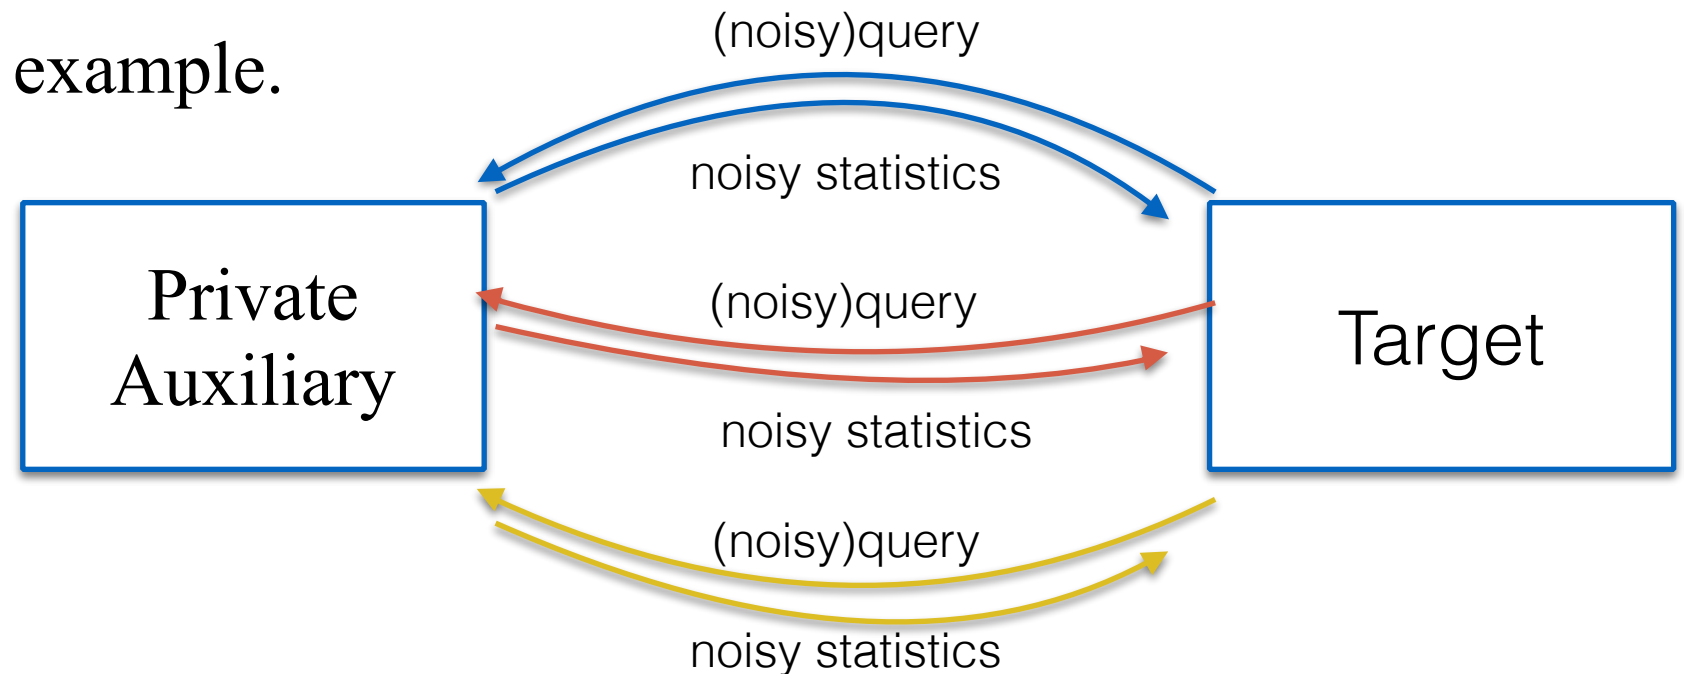 (noisy)query
example.
noisy statistics
Private
Auxiliary
(noisy)query
Target
noisy statistics
(noisy)query
noisy statistics